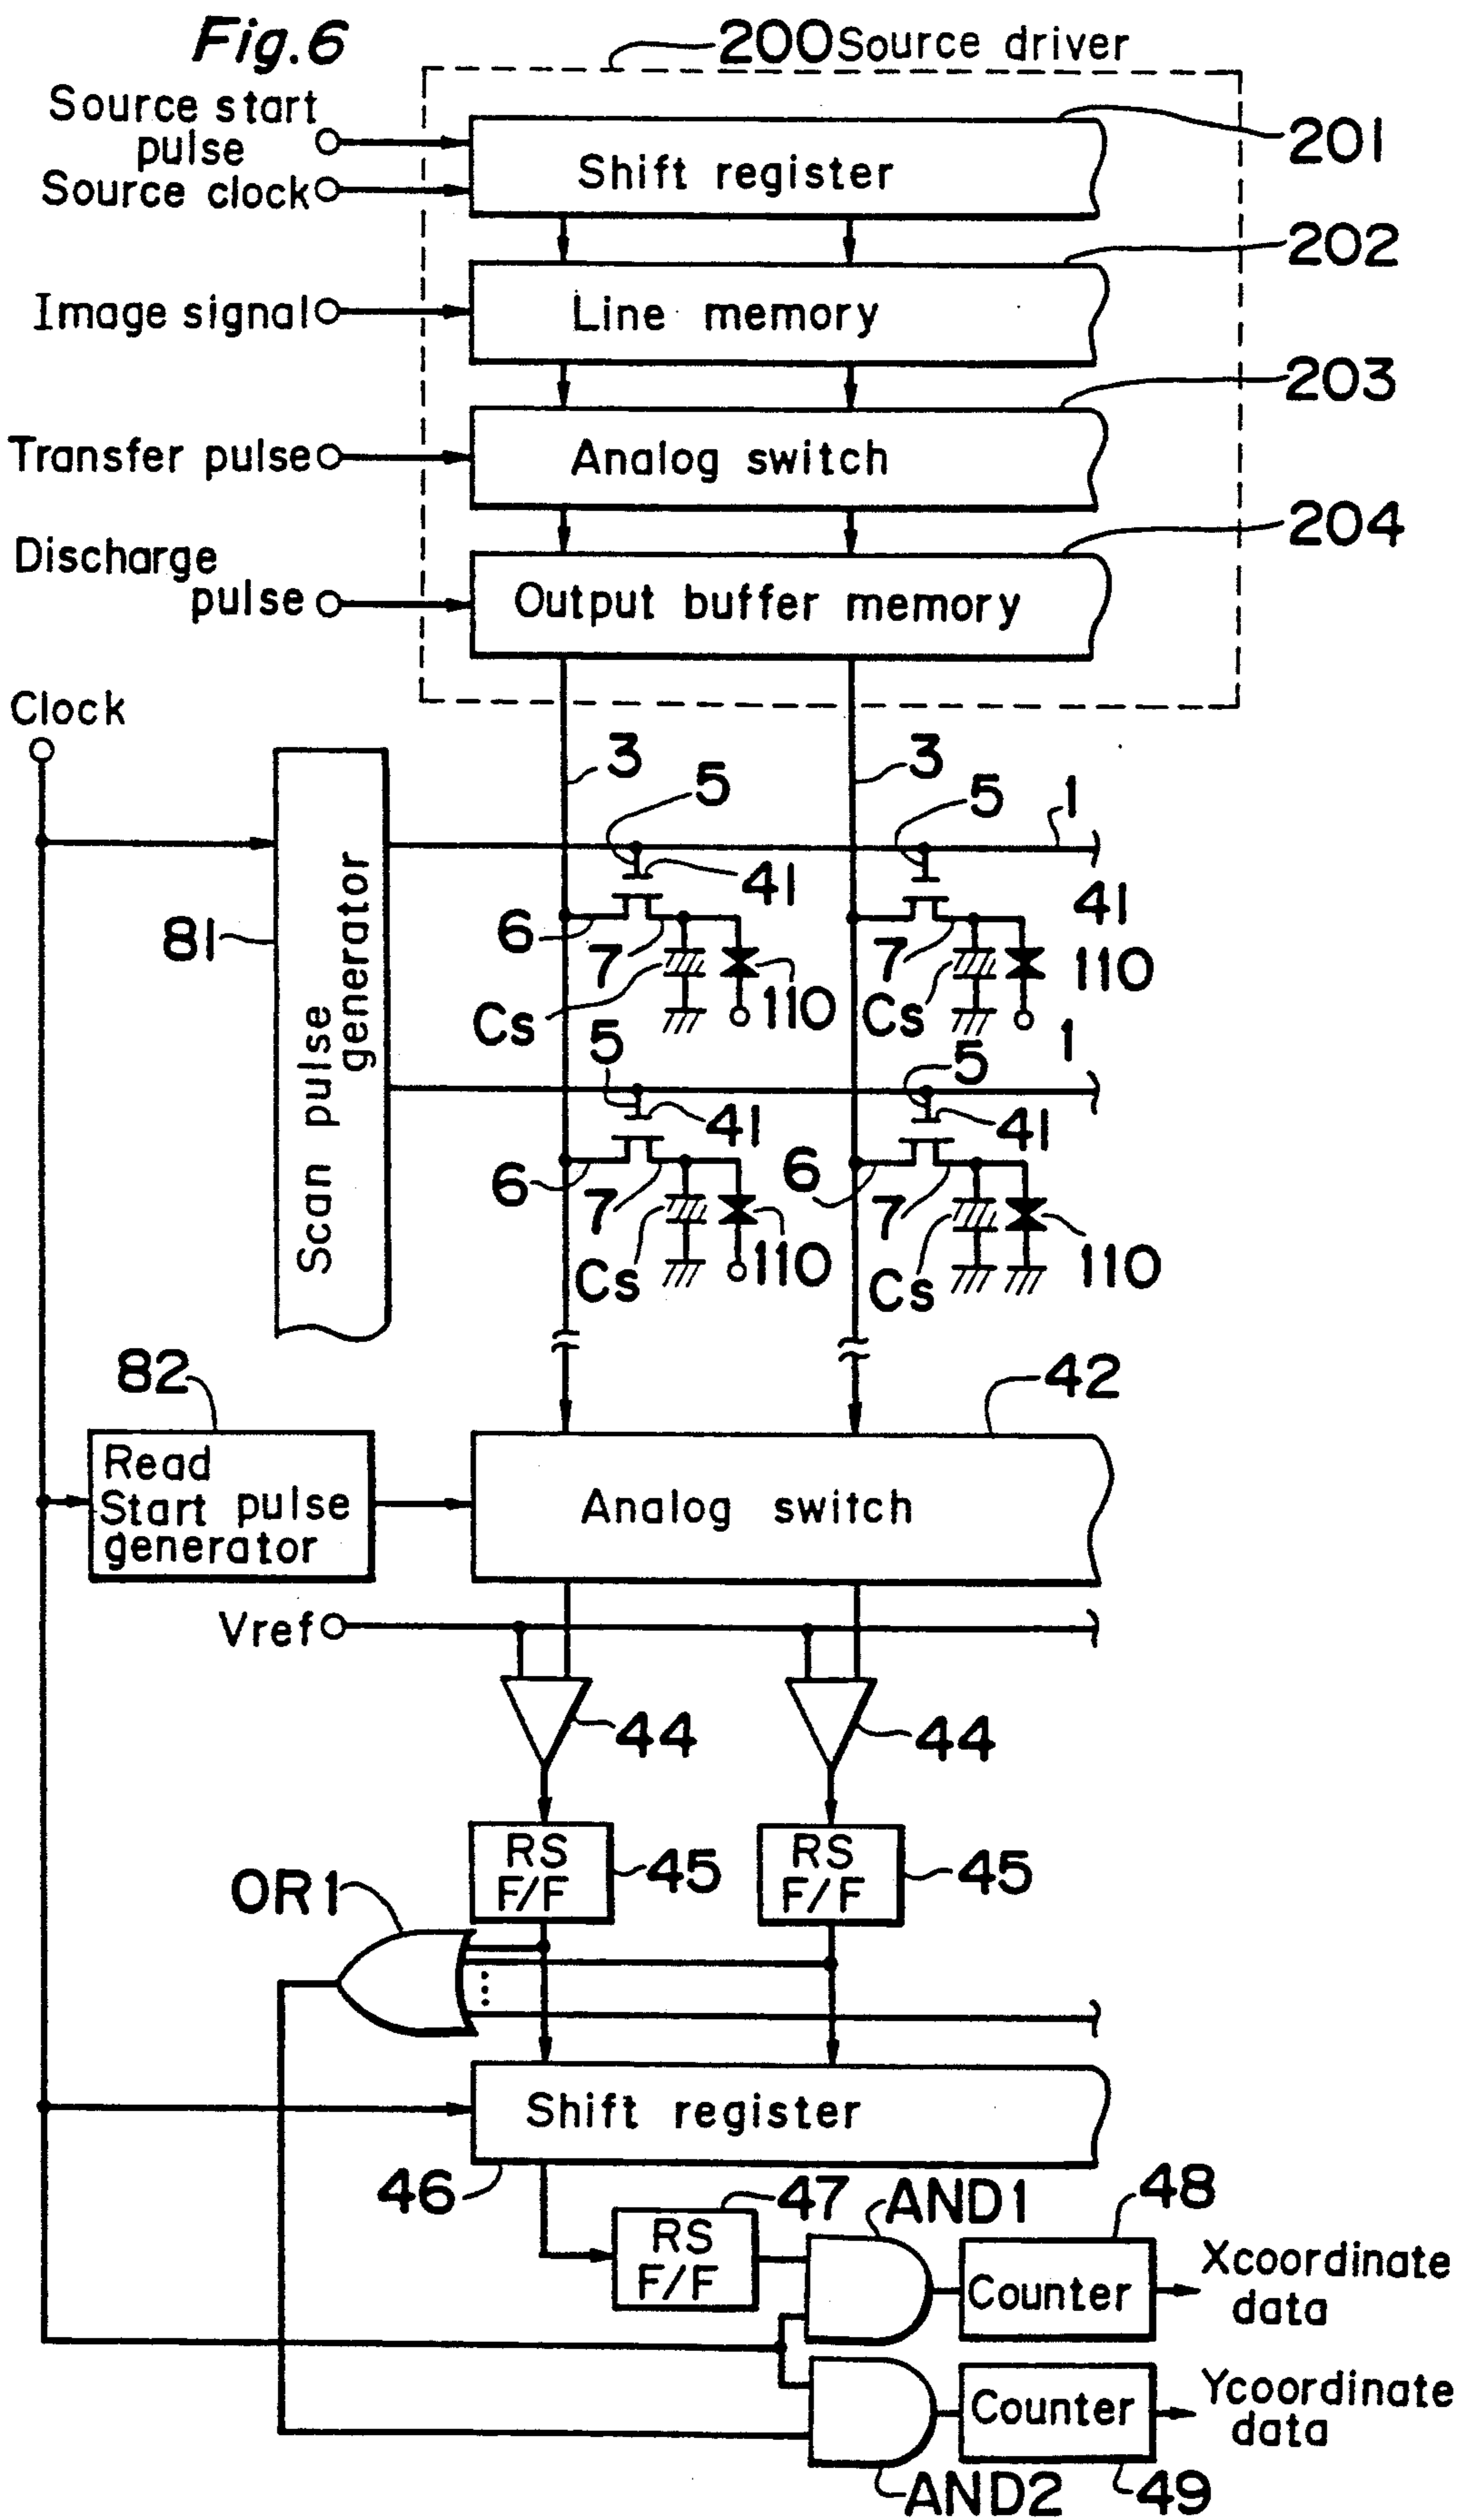 Fig.6
200 Source driver
Source start
pulse
Source clock
Shift register
201
202
Image signal
Line memory
203
Transfer pulse
Analog switch
204
Discharge
pulse
Output buffer memory
Clock
3
3
5
5
1
41
41
81
6
7
7
Cs
110
Cs
110
Scan pulse
generator
5
5
1
41
41
6
7
6
7
Cs
110
Cs
110
82
42
Read
Start pulse
generator
Analog switch
Vref
44
44
RS
F/F
45
RS
F/F
45
OR1
Shift register
46
47
AND1
48
RS
F/F
Counter
Xcoordinate
data
Counter
Ycoordinate
data
AND2
49